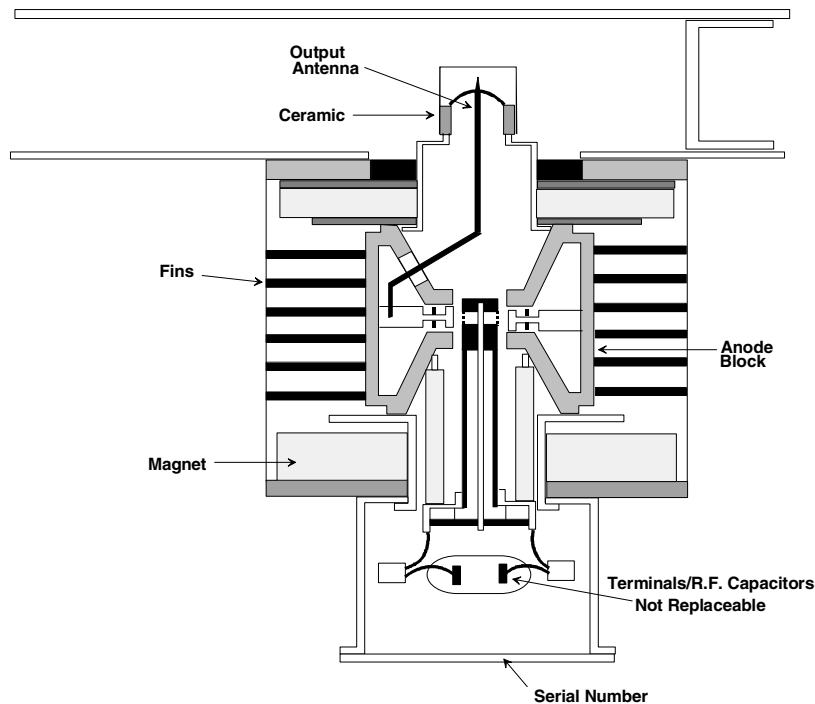 Output
Antenna
Ceramic
Fins
Anode
Block
Magnet
Terminals/R.F. Capacitors
Not Replaceable
Serial Number